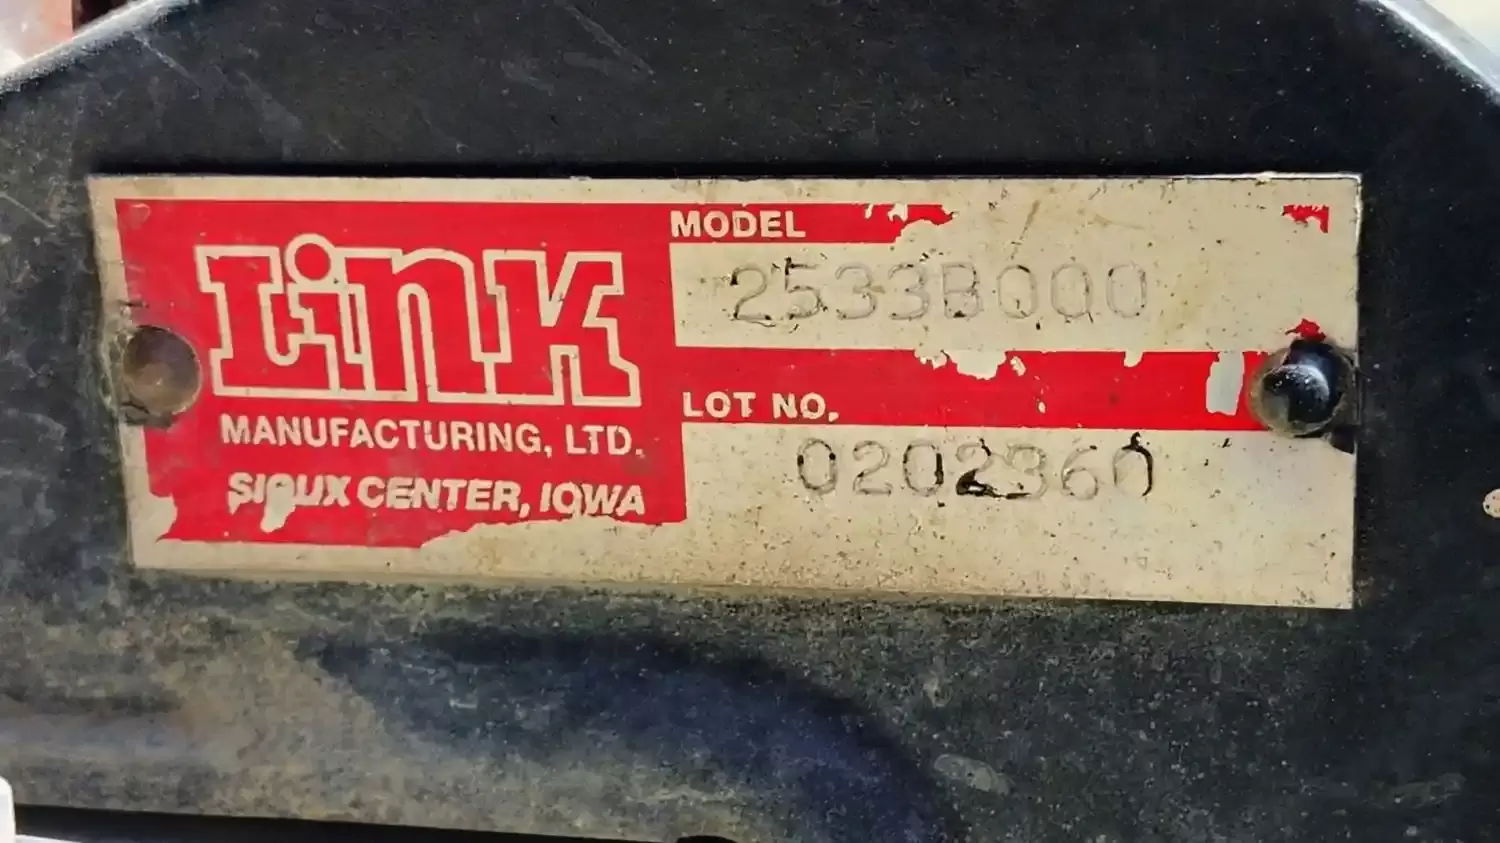 Link
MANUFACTURING, LTD.
SIOUX CENTER, IOWA
MODEL
2533B000
LOT NO.
0202360